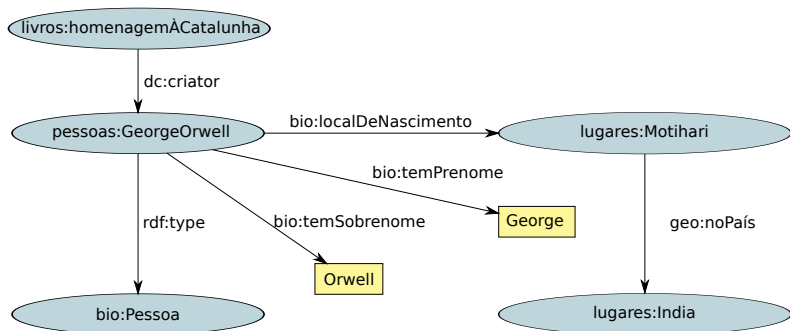 livros:homenagemÀCatalunha
dc:criator
pessoas:GeorgeOrwell
bio:localDeNascimento
lugares:Motihari
bio:temPrenome
George
rdf:type
bio:temSobrenome
geo:noPaís
Orwell
bio:Pessoa
lugares:India